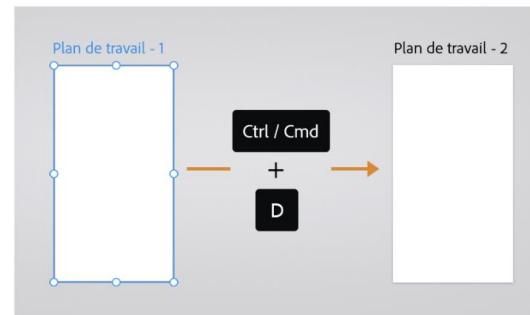 Plan de travail - 1
Plan de travail - 2
Ctrl / Cmd
+
D